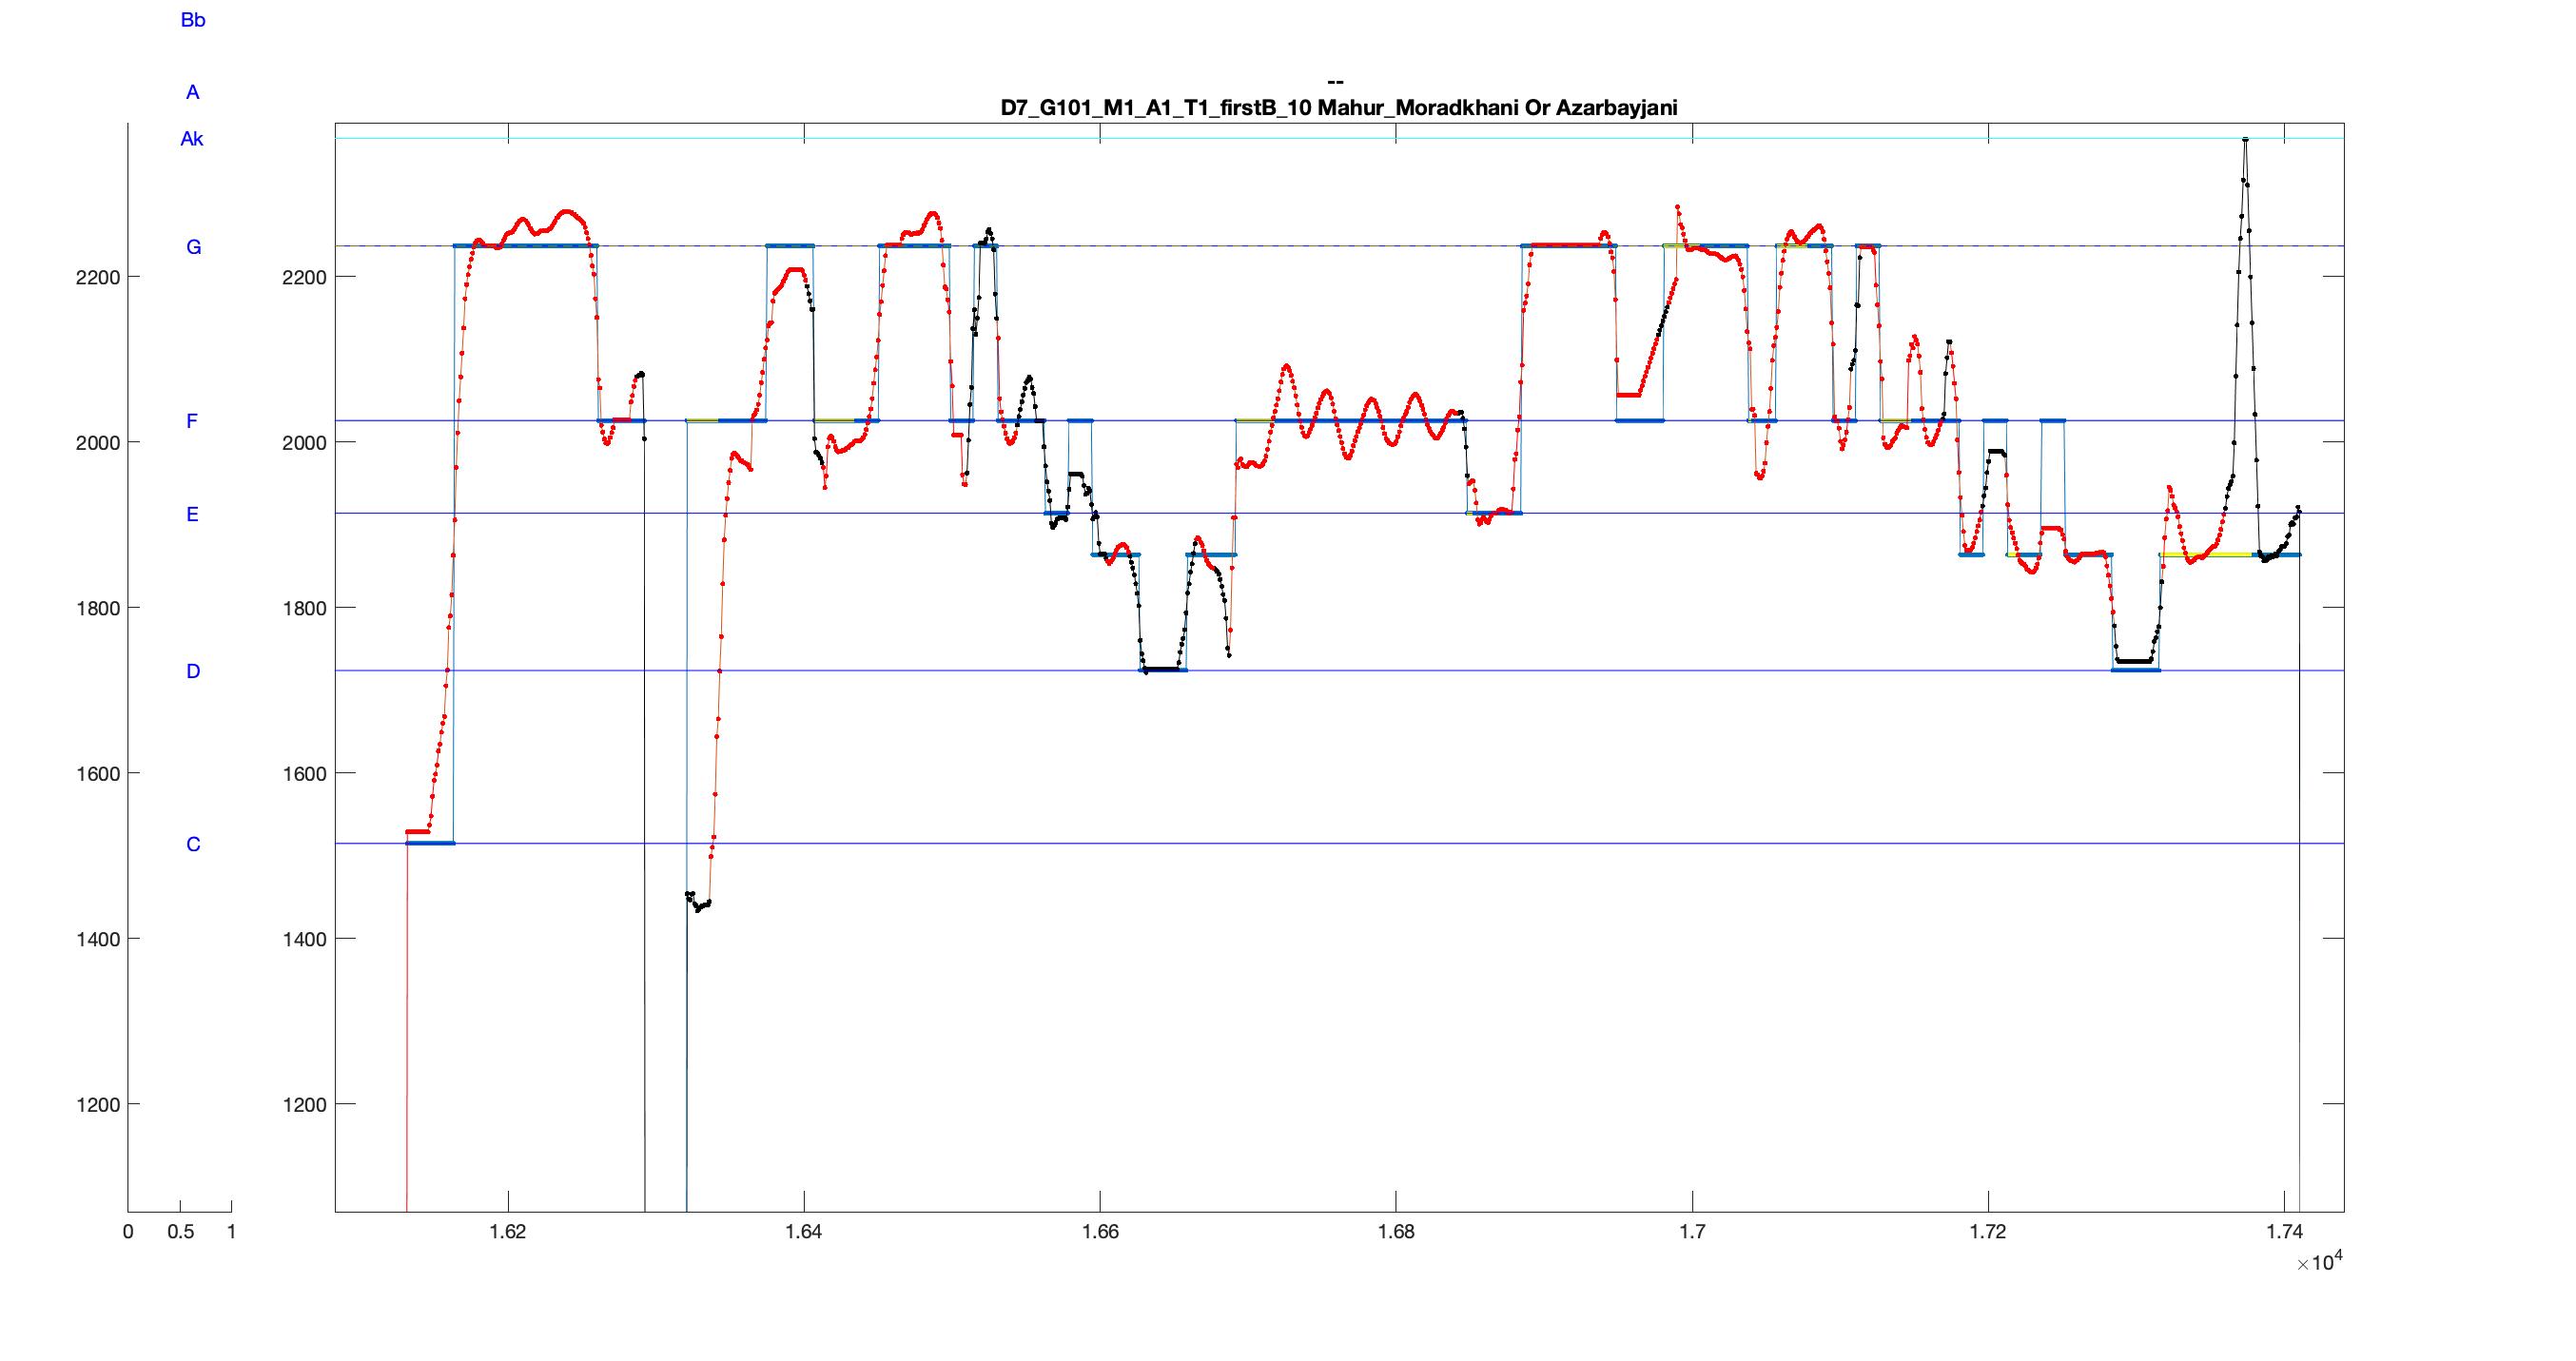 Bb
A
--
D7_G101_M1_A1_T1_firstB_10 Mahur_Moradkhani Or Azarbayjani
Ak
G
2200 2200
F
2000 2000
E
1800 1800
D
1600 1600
C
1400 1400
1200 1200
0 0.5 1 1.62 1.64 1.66 1.68 1.7 1.72 1.74
×10^4